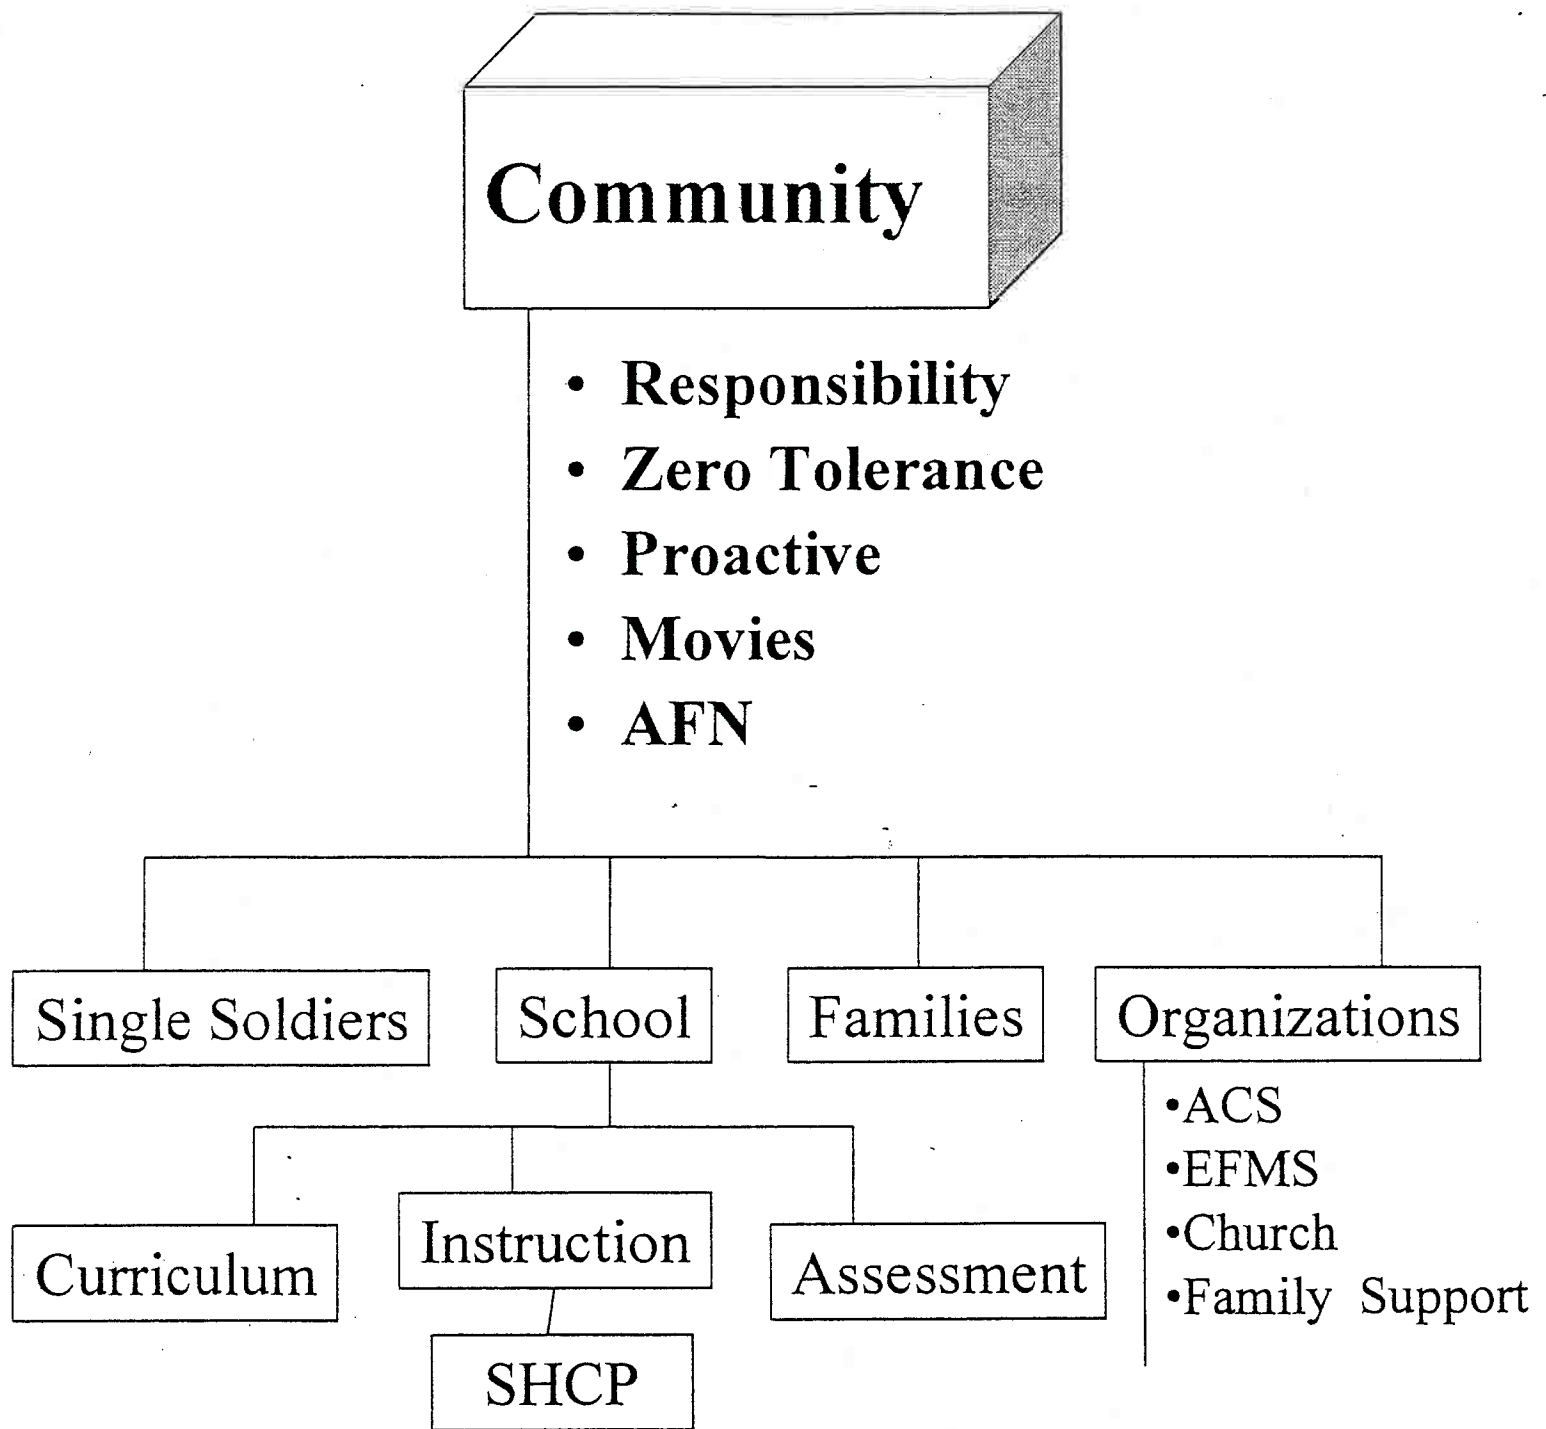 Community
• Responsibility
• Zero Tolerance
• Proactive
• Movies
• AFN
Single Soldiers
School
Families
Organizations
•ACS
•EFMS
•Church
•Family Support
Curriculum
Instruction
Assessment
SHCP